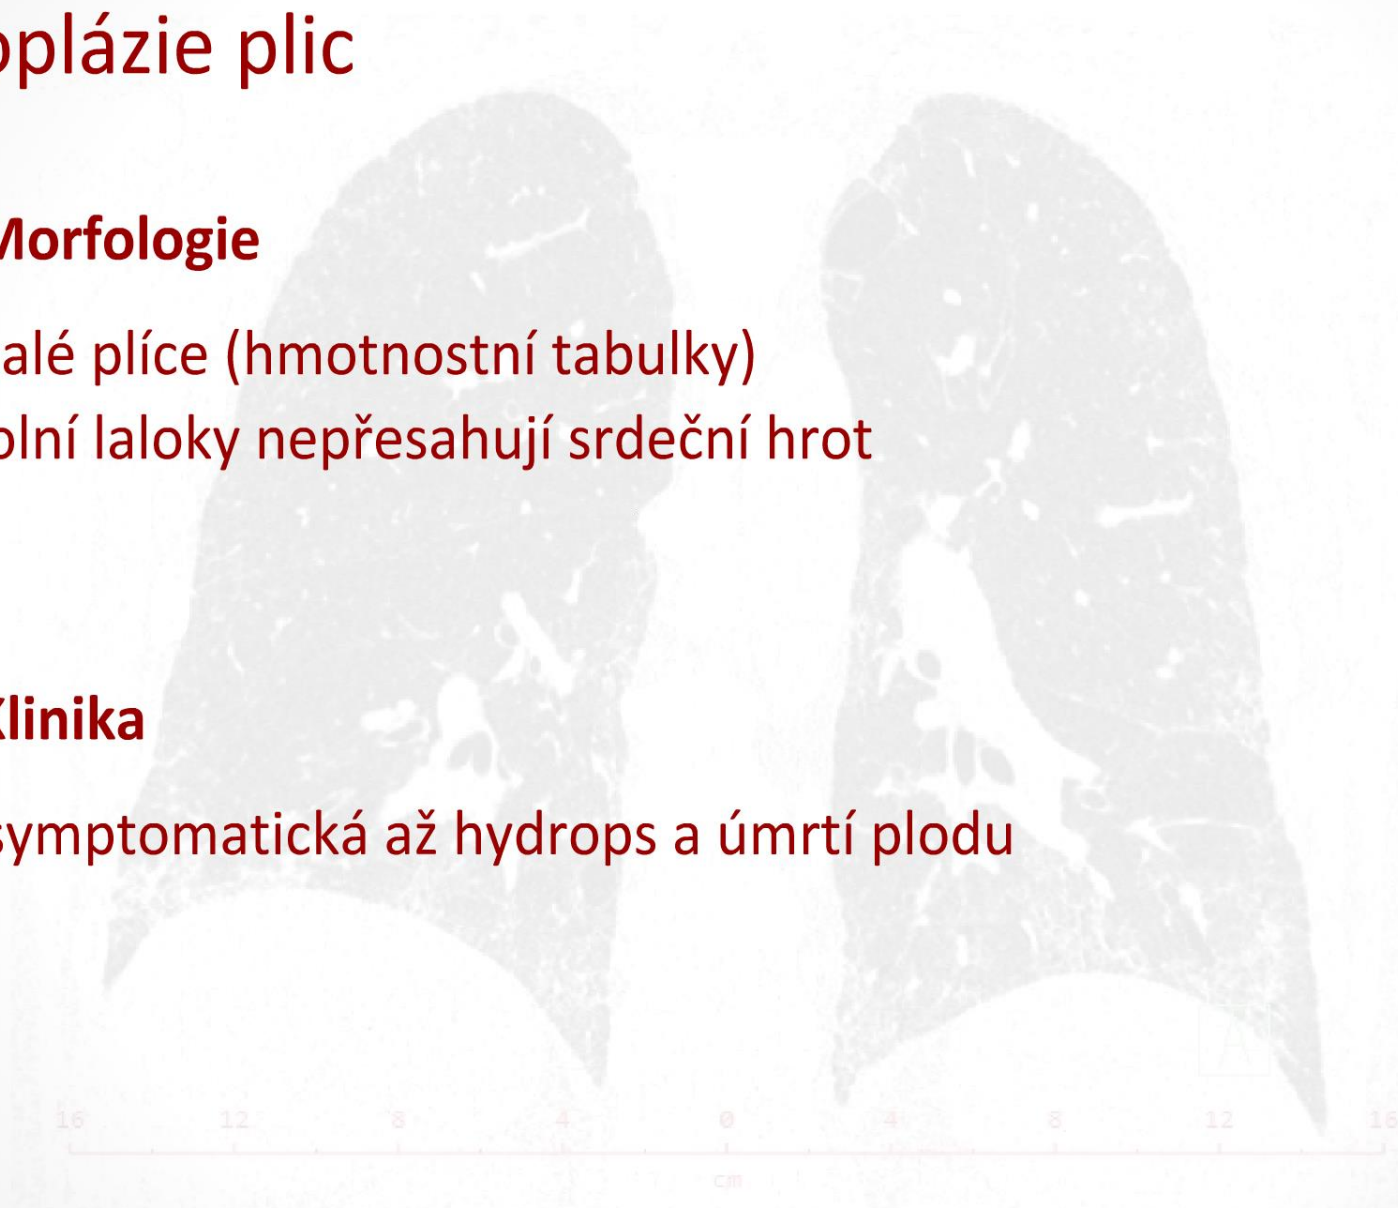 oplázie plic
Morfologie
alé plíce (hmotnostní tabulky)
olní laloky nepřesahují srdeční hrot
Klinika
symptomatická až hydrops a úmrtí plodu
A
16 12 8 4 0 4 8 12 16
cm